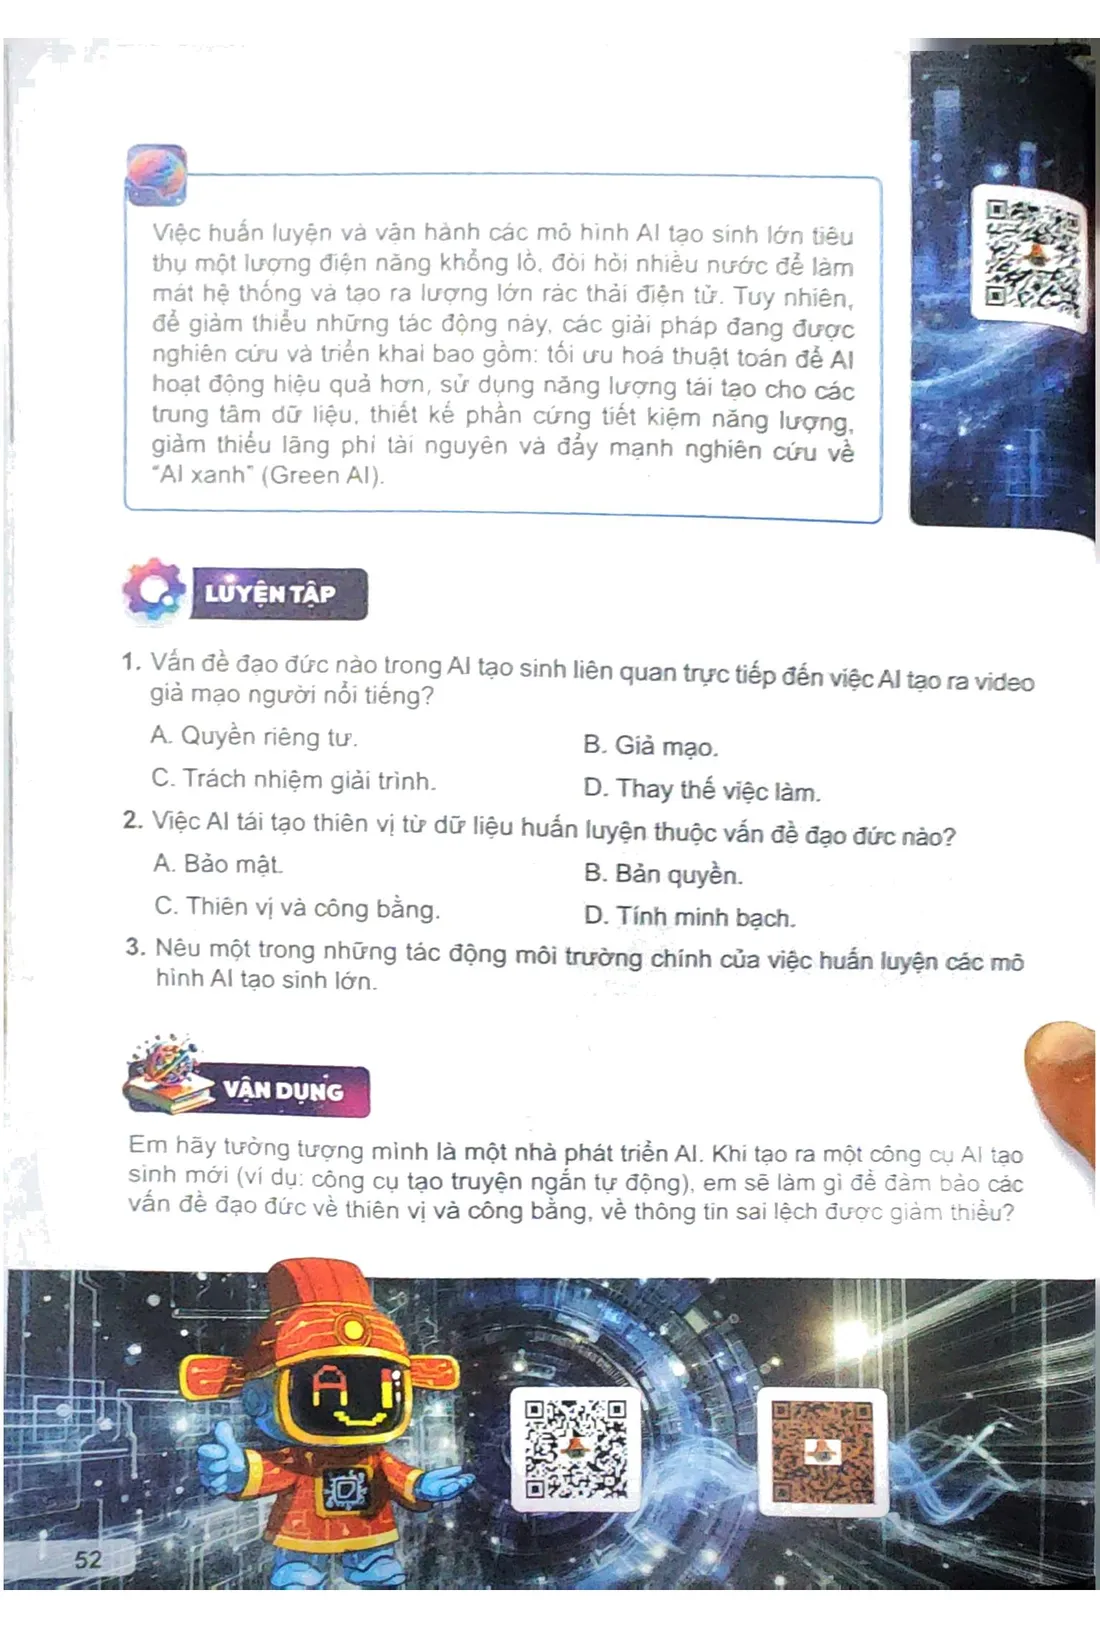 Việc huấn luyện và vận hành các mô hình AI tạo sinh lớn tiêu
thụ một lượng điện năng khổng lồ, đòi hỏi nhiều nước để làm
mát hệ thống và tạo ra lượng lớn rác thải điện tử. Tuy nhiên,
để giảm thiểu những tác động này, các giải pháp đang được
nghiên cứu và triển khai bao gồm: tối ưu hoá thuật toán để AI
hoạt động hiệu quả hơn, sử dụng năng lượng tái tạo cho các
trung tâm dữ liệu, thiết kế phần cứng tiết kiệm năng lượng,
giảm thiểu lãng phí tài nguyên và đẩy mạnh nghiên cứu về
“AI xanh” (Green AI).
LUYỆN TẬP
1. Vấn đề đạo đức nào trong AI tạo sinh liên quan trực tiếp đến việc AI tạo ra video
giả mạo người nổi tiếng?
A. Quyền riêng tư. B. Giả mạo.
C. Trách nhiệm giải trình. D. Thay thế việc làm.
2. Việc AI tái tạo thiên vị từ dữ liệu huấn luyện thuộc vấn đề đạo đức nào?
A. Bảo mật. B. Bản quyền.
C. Thiên vị và công bằng. D. Tính minh bạch.
3. Nêu một trong những tác động môi trường chính của việc huấn luyện các mô
hình AI tạo sinh lớn.
VẬN DỤNG
Em hãy tưởng tượng mình là một nhà phát triển AI. Khi tạo ra một công cụ AI tạo
sinh mới (ví dụ: công cụ tạo truyện ngắn tự động), em sẽ làm gì để đảm bảo các
vấn đề đạo đức về thiên vị và công bằng, về thông tin sai lệch được giảm thiểu?
AI
52